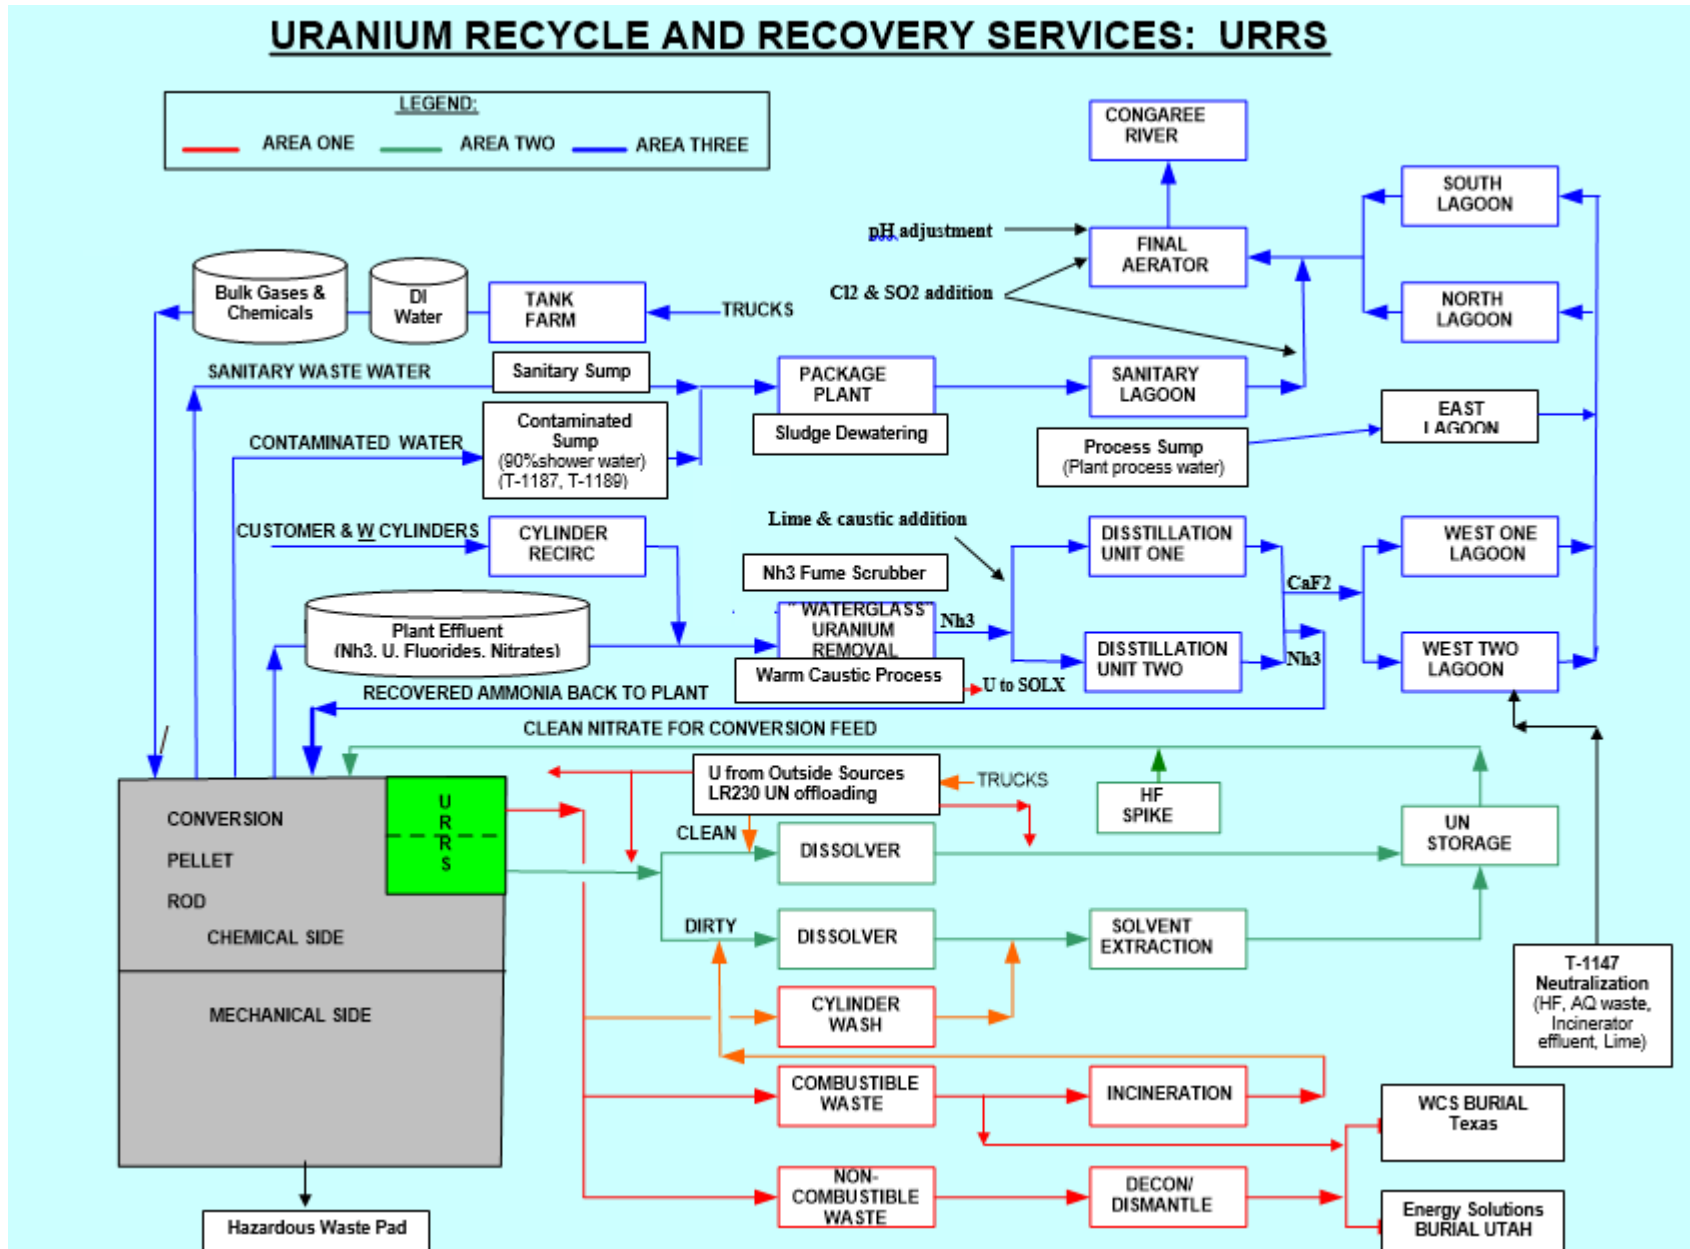 URANIUM RECYCLE AND RECOVERY SERVICES: URRS
LEGEND:
AREA ONE
AREA TWO
AREA THREE
CONGAREE
RIVER
SOUTH
LAGOON
pH adjustment
FINAL
AERATOR
Cl2 & SO2 addition
NORTH
LAGOON
Bulk Gases &
Chemicals
DI
Water
TANK
FARM
TRUCKS
SANITARY WASTE WATER
Sanitary Sump
PACKAGE
PLANT
Sludge Dewatering
SANITARY
LAGOON
EAST
LAGOON
CONTAMINATED WATER
Contaminated
Sump
(90%shower water)
(T-1187, T-1189)
Process Sump
(Plant process water)
CUSTOMER & W CYLINDERS
CYLINDER
RECIRC
Lime & caustic addition
DISSTILLATION
UNIT ONE
WEST ONE
LAGOON
Nh3 Fume Scrubber
CaF2
Plant Effluent
(Nh3, U, Fluorides, Nitrates)
" WATERGLASS"
URANIUM
REMOVAL
Nh3
DISSTILLATION
UNIT TWO
Nh3
WEST TWO
LAGOON
Warm Caustic Process
U to SOLX
RECOVERED AMMONIA BACK TO PLANT
CLEAN NITRATE FOR CONVERSION FEED
U from Outside Sources
LR230 UN offloading
TRUCKS
HF
SPIKE
UN
STORAGE
CONVERSION
PELLET
ROD
CHEMICAL SIDE
MECHANICAL SIDE
U
R
R
S
CLEAN
DISSOLVER
DIRTY
DISSOLVER
SOLVENT
EXTRACTION
T-1147
Neutralization
(HF, AQ waste,
Incinerator
effluent, Lime)
CYLINDER
WASH
COMBUSTIBLE
WASTE
INCINERATION
WCS BURIAL
Texas
NON-
COMBUSTIBLE
WASTE
DECON/
DISMANTLE
Energy Solutions
BURIAL UTAH
Hazardous Waste Pad